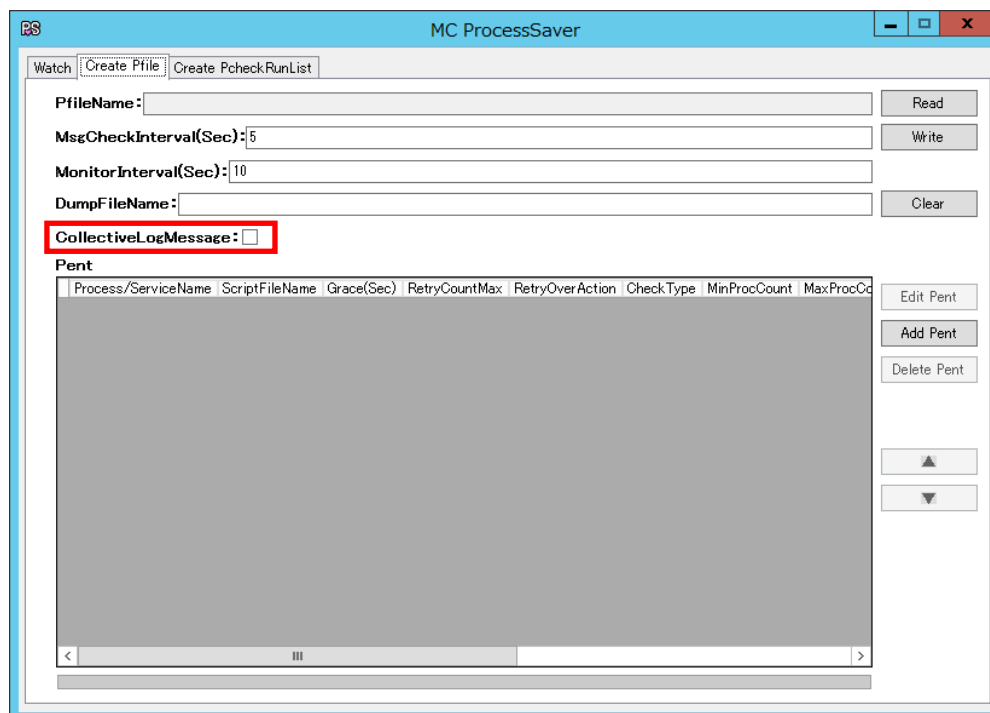 PS MC ProcessSaver x
Watch Create Pfile Create PcheckRunList
PfileName: Read
MsgCheckInterval(Sec): 5 Write
MonitorInterval(Sec): 10
DumpFileName: Clear
CollectiveLogMessage:
Pent
Process/ServiceName ScriptFileName Grace(Sec) RetryCountMax RetryOverAction CheckType MinProcCount MaxProcCo
Edit Pent
Add Pent
Delete Pent